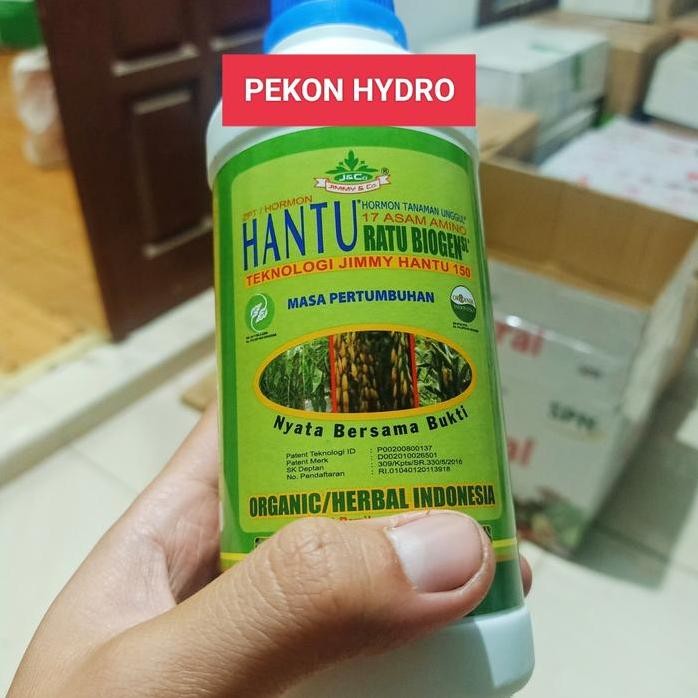 PEKON HYDRO
J&Co ®
JIMMY & Co
ZPT / HORMON
"HORMON TANAMAN UNGGUL"
17 ASAM AMINO
HANTU
RATU BIOGEN
TEKNOLOGI JIMMY HANTU 150
MASA PERTUMBUHAN
Nyata Bersama Bukti
Patent Teknologi ID : P00200800137
Patent Merk : D002010026501
SK Deptan : 309/Kpts/SR.330/5/2016
No. Pendaftaran : RI.01040120113918
ORGANIC/HERBAL INDONESIA
SIPM